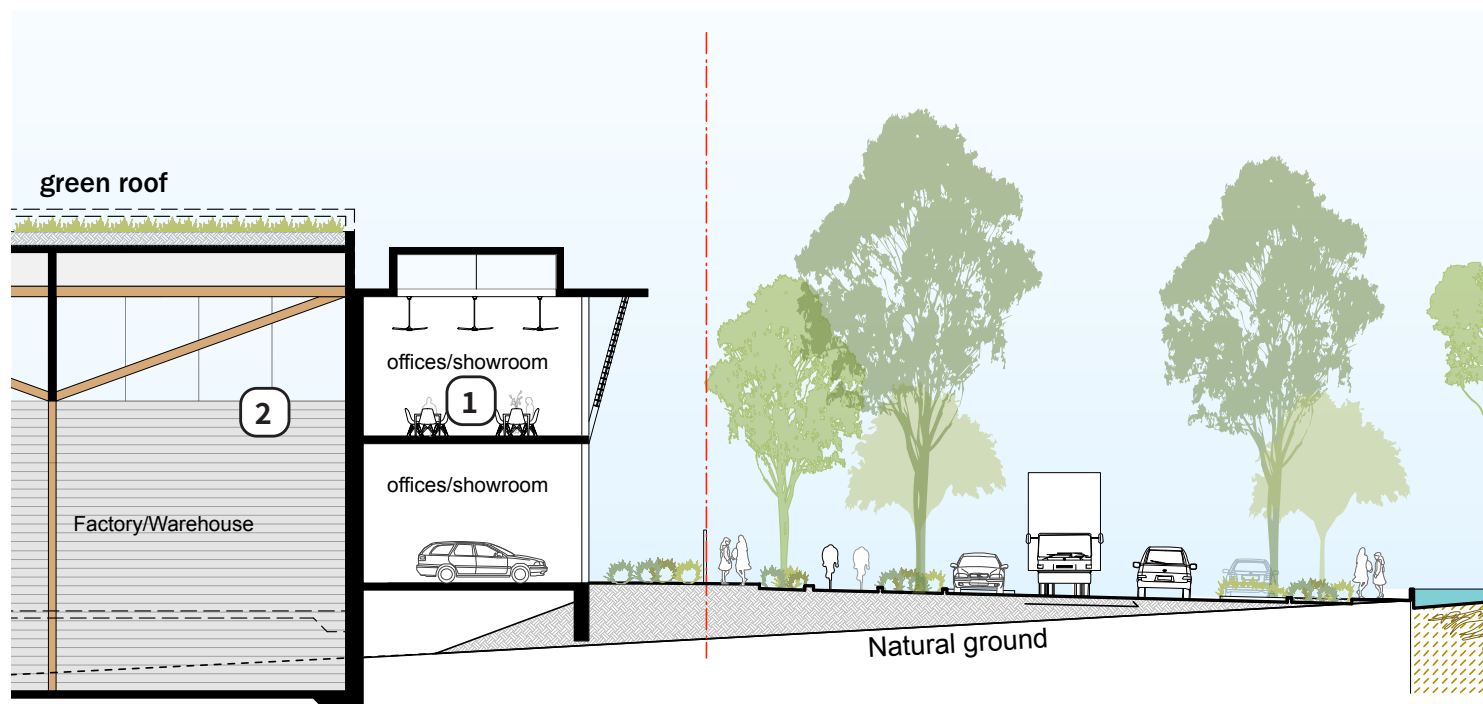 green roof
offices/showroom
1
2
offices/showroom
Factory/Warehouse
Natural ground